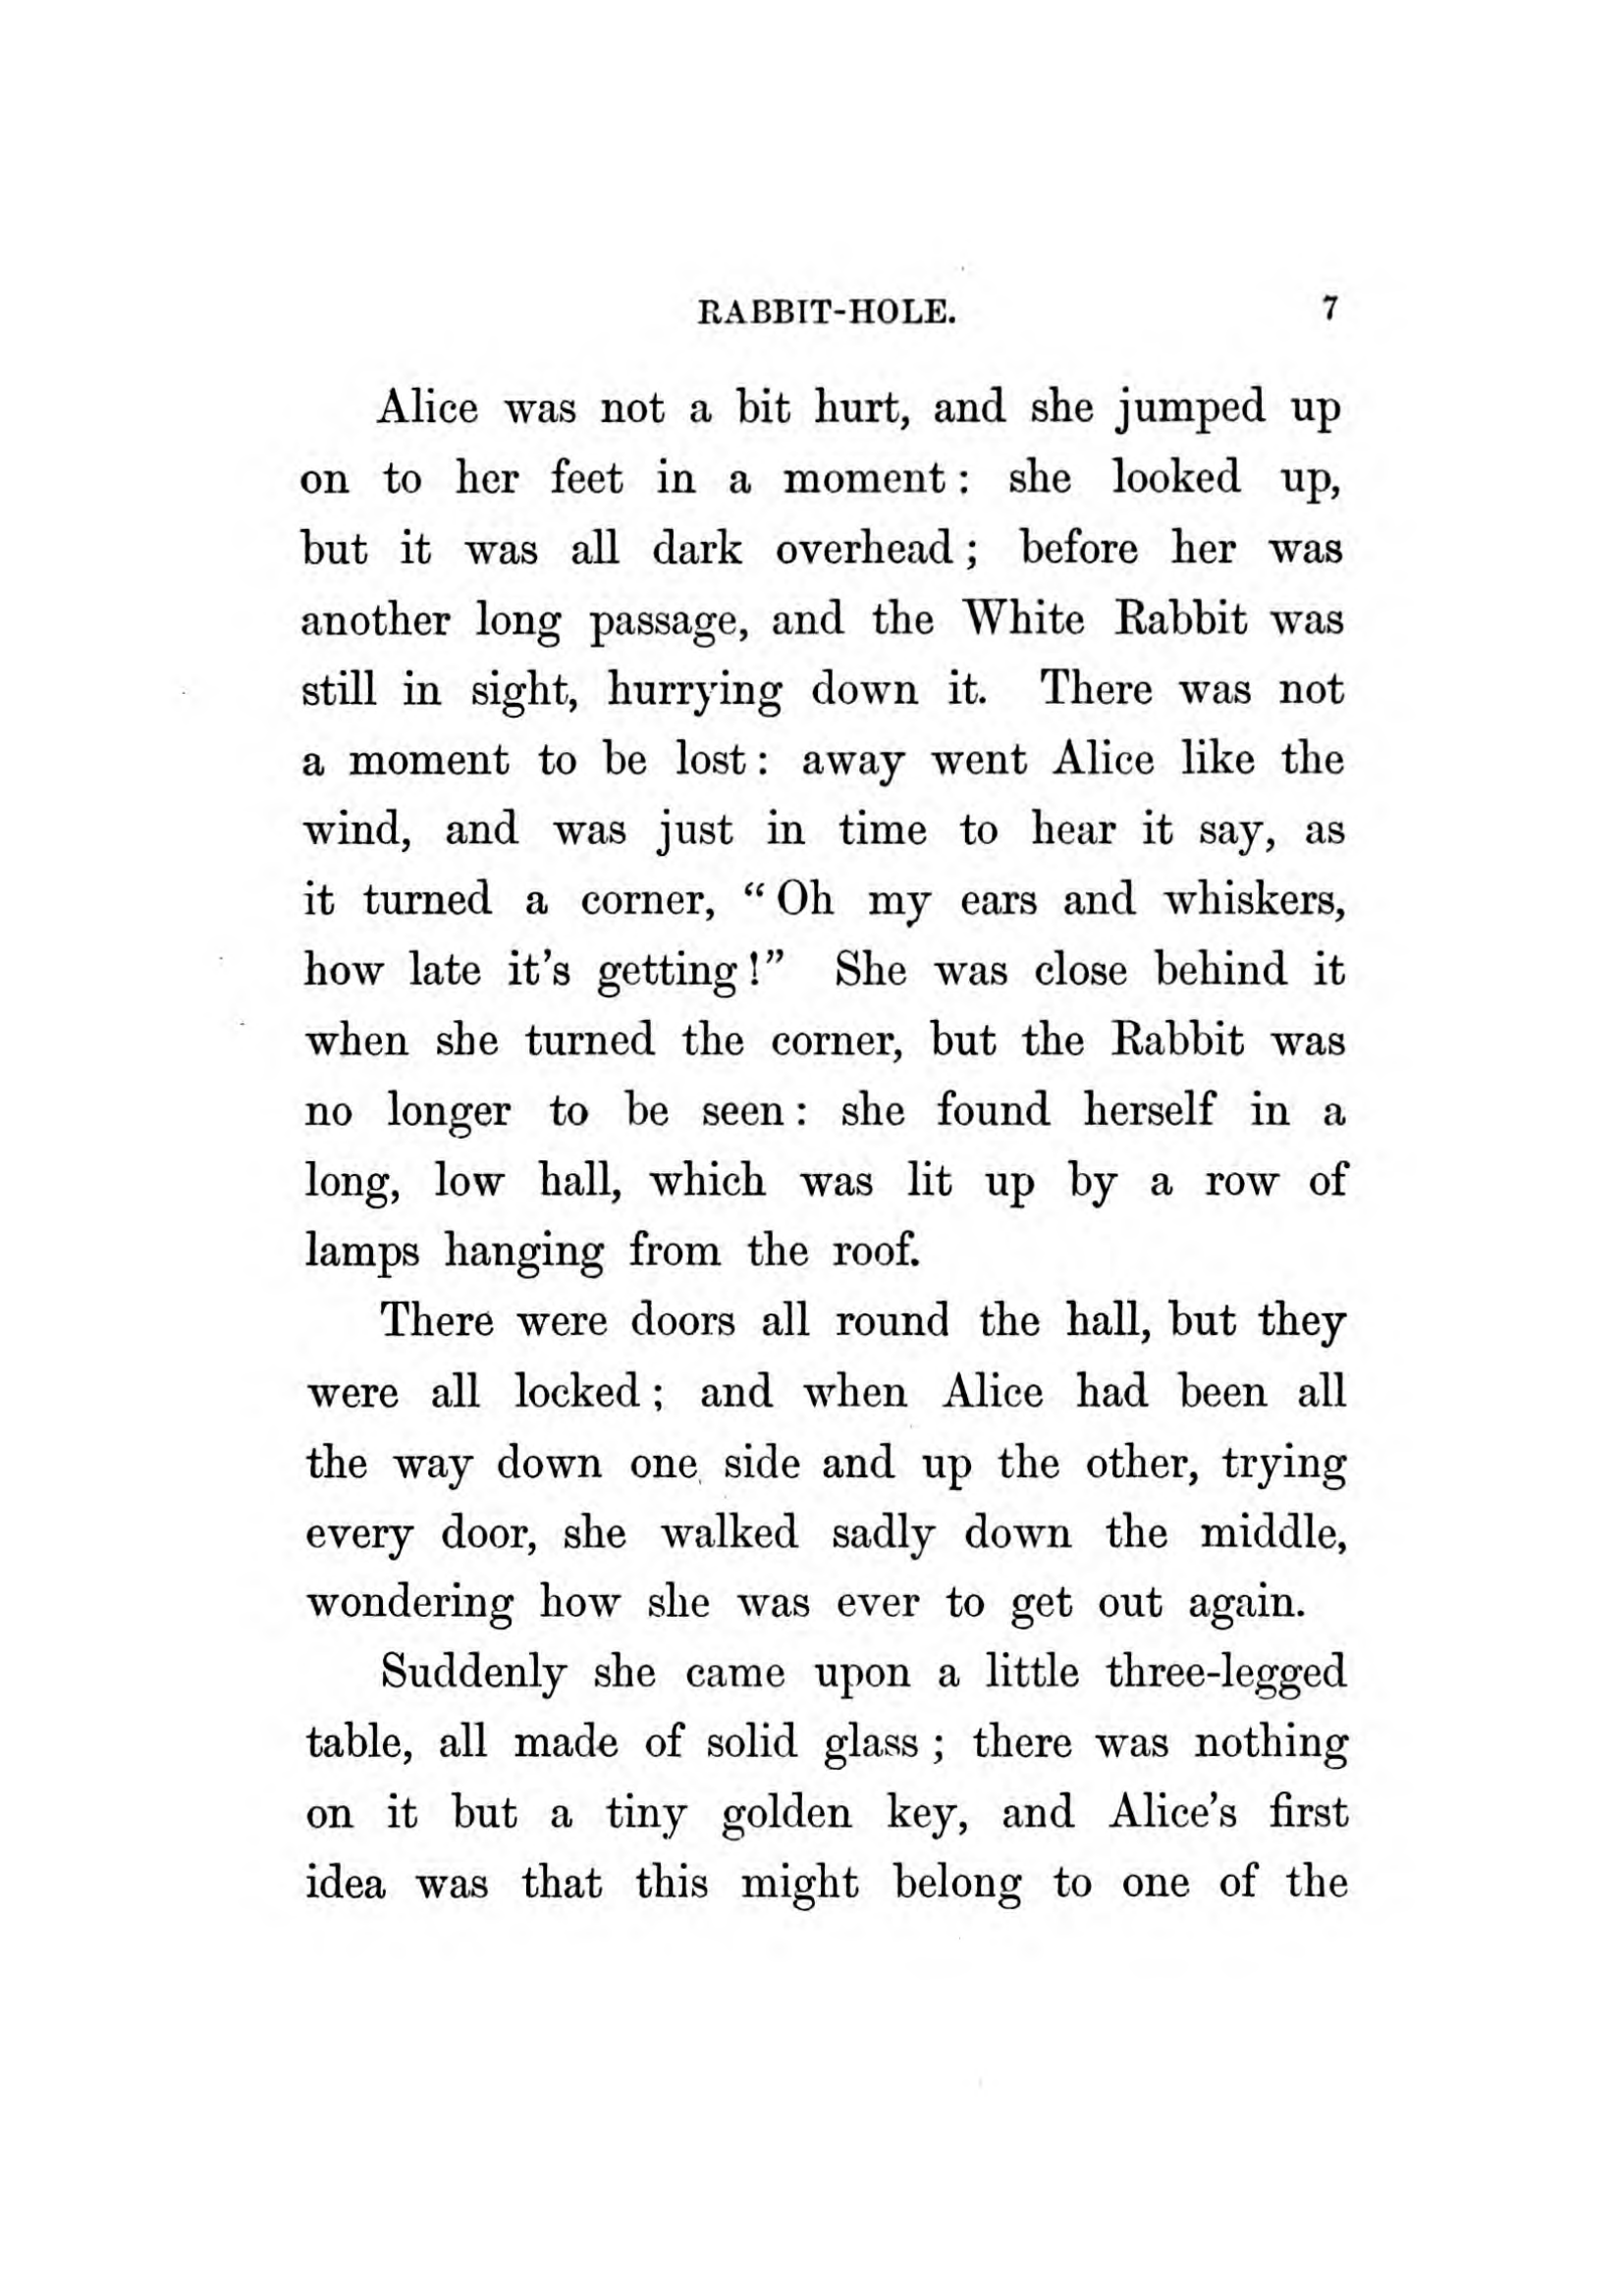 RABBIT-HOLE. 7
Alice was not a bit hurt, and she jumped up
on to her feet in a moment: she looked up,
but it was all dark overhead; before her was
another long passage, and the White Rabbit was
still in sight, hurrying down it. There was not
a moment to be lost: away went Alice like the
wind, and was just in time to hear it say, as
it turned a corner, “Oh my ears and whiskers,
how late it’s getting!” She was close behind it
when she turned the corner, but the Rabbit was
no longer to be seen: she found herself in a
long, low hall, which was lit up by a row of
lamps hanging from the roof.
There were doors all round the hall, but they
were all locked; and when Alice had been all
the way down one side and up the other, trying
every door, she walked sadly down the middle,
wondering how she was ever to get out again.
Suddenly she came upon a little three-legged
table, all made of solid glass; there was nothing
on it but a tiny golden key, and Alice’s first
idea was that this might belong to one of the